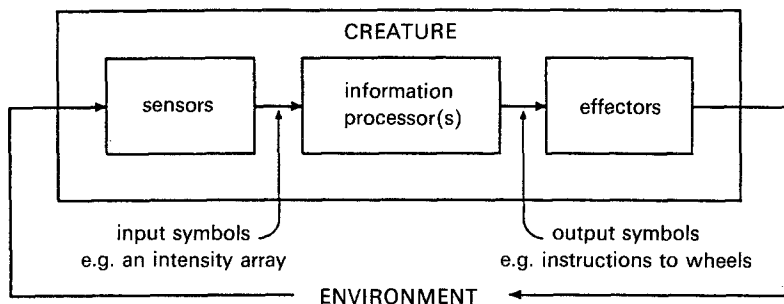 CREATURE
sensors
information
processor(s)
effectors
input symbols
e.g. an intensity array
output symbols
e.g. instructions to wheels
ENVIRONMENT